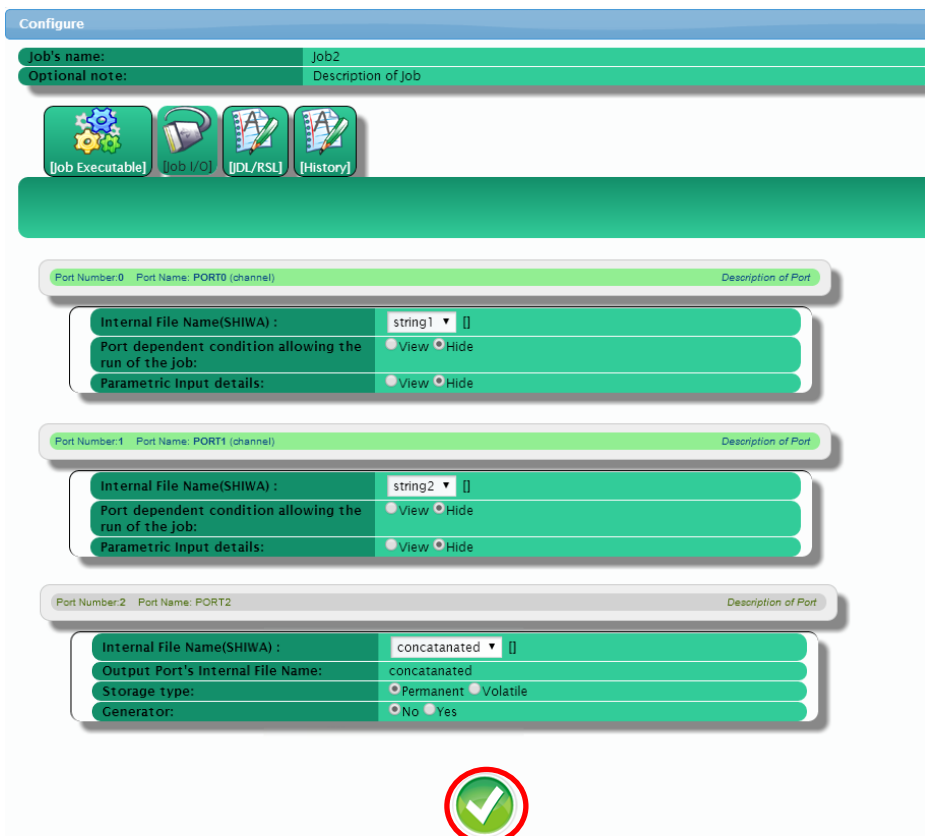 Configure
Job's name: Job2
Optional note: Description of Job
[Job Executable] [Job I/O] [JDL/RSL] [History]
Port Number:0 Port Name: PORT0 (channel) Description of Port
Internal File Name(SHIWA) : string1 []
Port dependent condition allowing the run of the job: View Hide
Parametric Input details: View Hide
Port Number:1 Port Name: PORT1 (channel) Description of Port
Internal File Name(SHIWA) : string2 []
Port dependent condition allowing the run of the job: View Hide
Parametric Input details: View Hide
Port Number:2 Port Name: PORT2 Description of Port
Internal File Name(SHIWA) : concatanated []
Output Port's Internal File Name: concatanated
Storage type: Permanent Volatile
Generator: No Yes